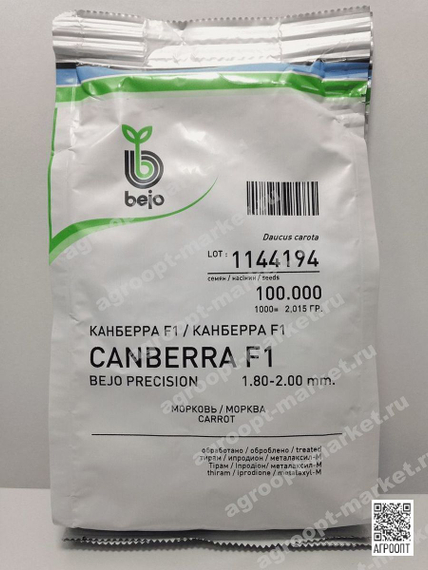 bejo
Daucus carota
LOT: 1144194
семян / насінин / seeds
100.000
1000= 2,015 ГР.
КАНБЕРРА F1 / КАНБЕРРА F1
CANBERRA F1
BEJO PRECISION 1.80-2.00 mm.
МОРКОВЬ / МОРКВА
CARROT
обработано / оброблено / treated
тирам / ипродион / металаксил-М
Тірам / Іпродіон/ металаксил-М
thiram / iprodione / metalaxyl-M
agroopt-market.ru
АГРООПТ